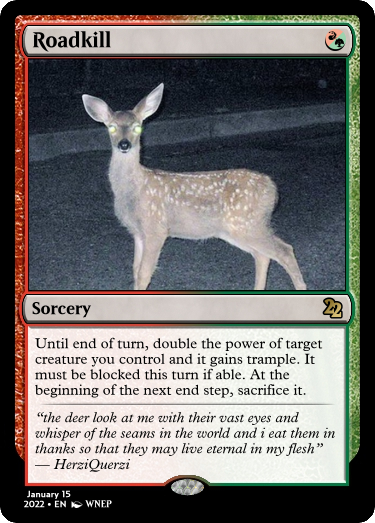 Roadkill
Sorcery
22
Until end of turn, double the power of target
creature you control and it gains trample. It
must be blocked this turn if able. At the
beginning of the next end step, sacrifice it.
“the deer look at me with their vast eyes and
whisper of the seams in the world and i eat them in
thanks so that they may live eternal in my flesh”
— HerziQuerzi
January 15
2022 • EN WNEP